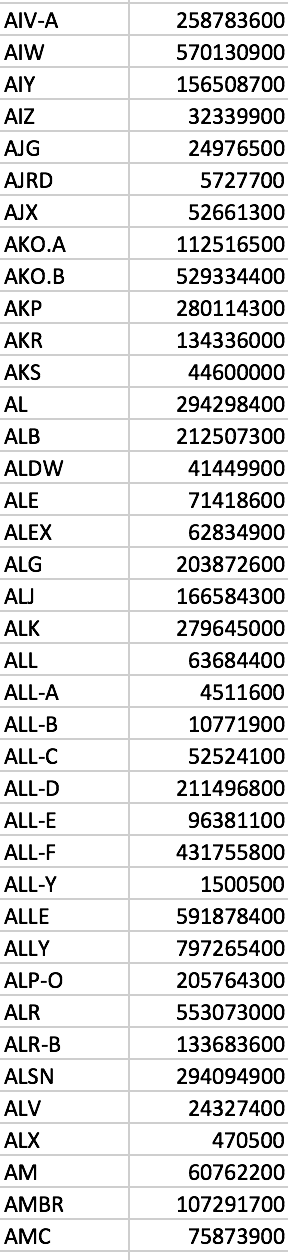 AIV-A 258783600
AIW 570130900
AIY 156508700
AIZ 32339900
AJG 24976500
AJRD 5727700
AJX 52661300
AKO.A 112516500
AKO.B 529334400
AKP 280114300
AKR 134336000
AKS 44600000
AL 294298400
ALB 212507300
ALDW 41449900
ALE 71418600
ALEX 62834900
ALG 203872600
ALJ 166584300
ALK 279645000
ALL 63684400
ALL-A 4511600
ALL-B 10771900
ALL-C 52524100
ALL-D 211496800
ALL-E 96381100
ALL-F 431755800
ALL-Y 1500500
ALLE 591878400
ALLY 797265400
ALP-O 205764300
ALR 553073000
ALR-B 133683600
ALSN 294094900
ALV 24327400
ALX 470500
AM 60762200
AMBR 107291700
AMC 75873900